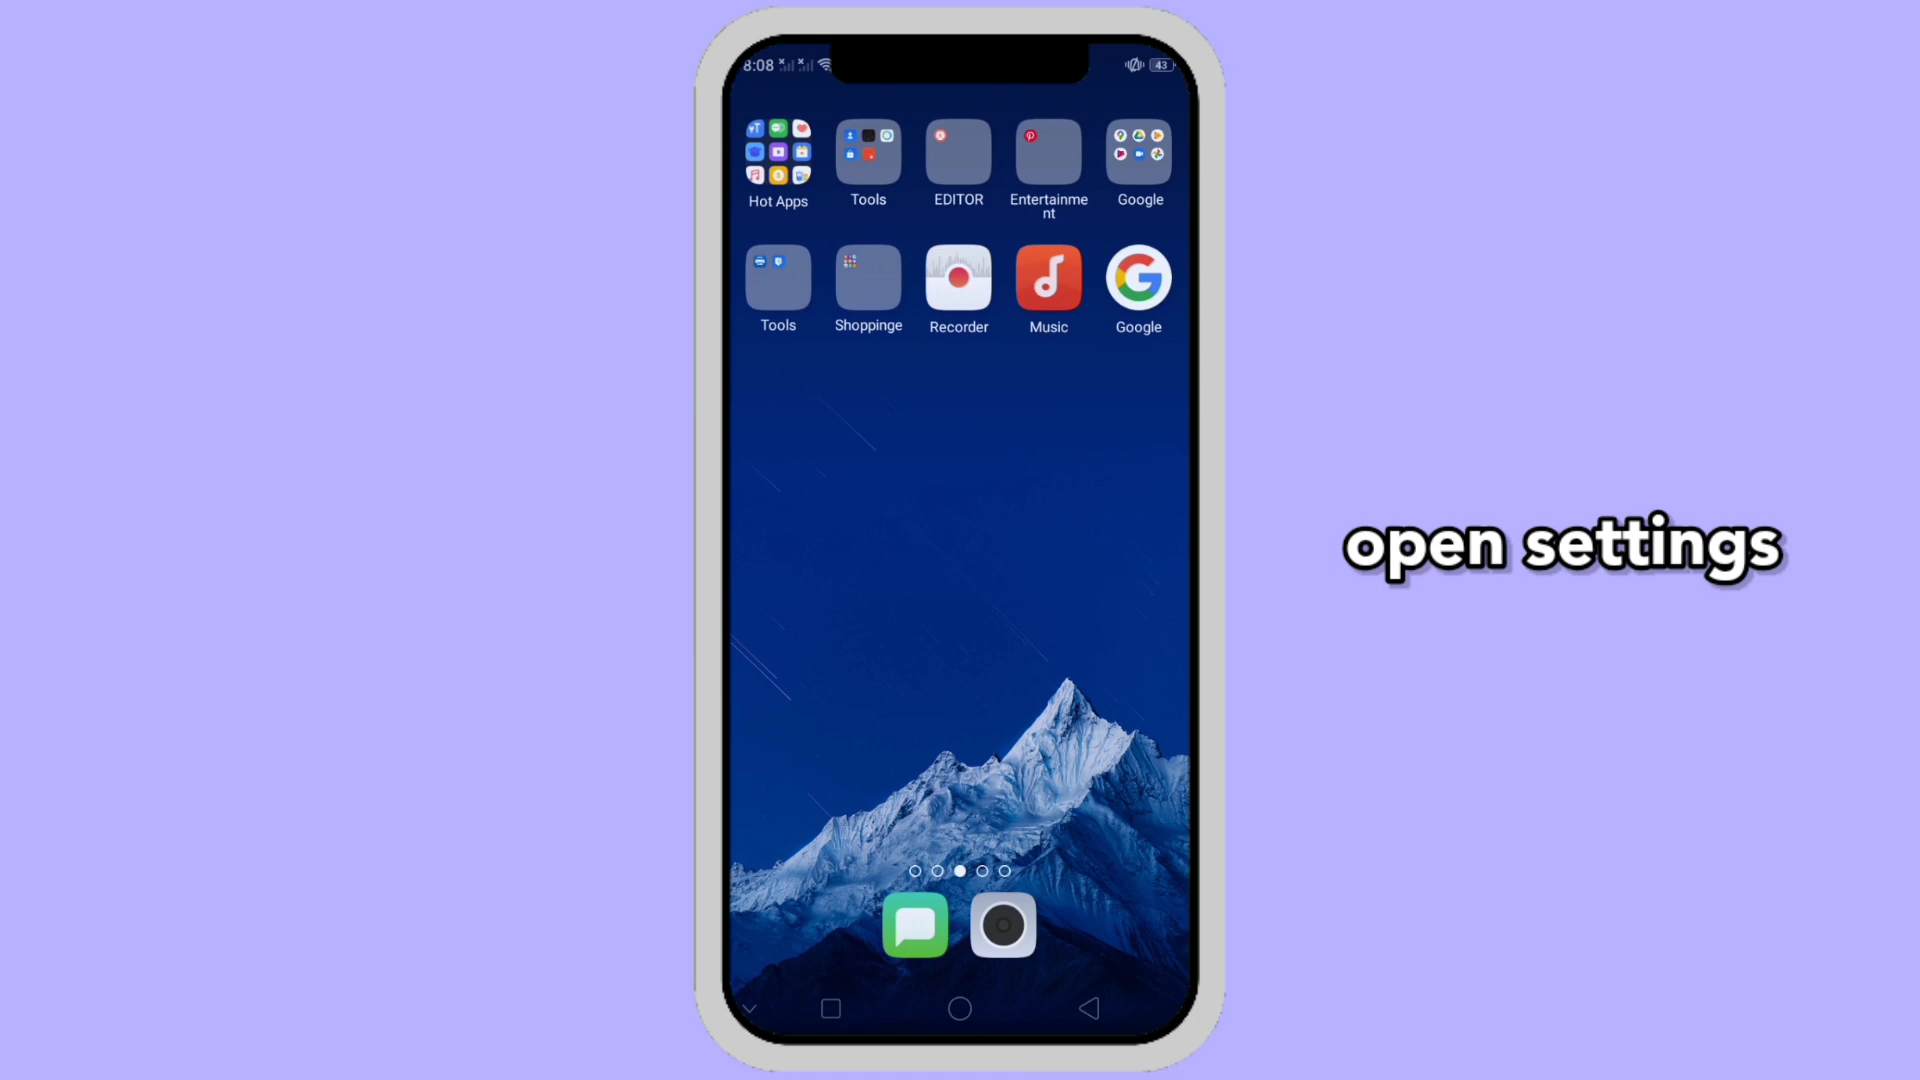 8:08
43
Hot Apps
Tools
EDITOR
Entertainme
nt
Google
Tools
Shoppinge
Recorder
Music
Google
open settings